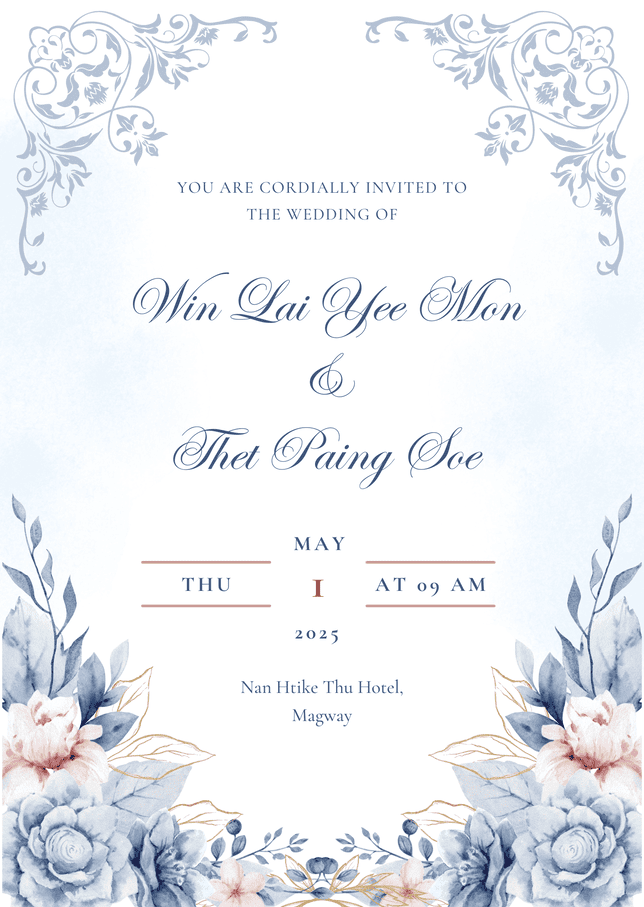 YOU ARE CORDIALLY INVITED TO
THE WEDDING OF
Win Lai Yee Mon
&
Thet Paing Soe
MAY
THU 1 AT 09 AM
2025
Nan Htike Thu Hotel,
Magway